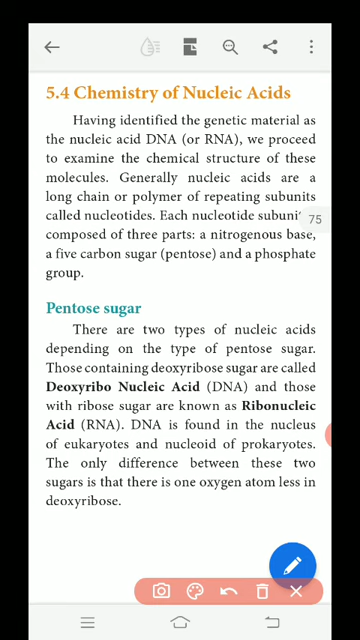 5.4 Chemistry of Nucleic Acids
Having identified the genetic material as
the nucleic acid DNA (or RNA), we proceed
to examine the chemical structure of these
molecules. Generally nucleic acids are a
long chain or polymer of repeating subunits
called nucleotides. Each nucleotide subuni
75
composed of three parts: a nitrogenous base,
a five carbon sugar (pentose) and a phosphate
group.
Pentose sugar
There are two types of nucleic acids
depending on the type of pentose sugar.
Those containing deoxyribose sugar are called
Deoxyribo Nucleic Acid (DNA) and those
with ribose sugar are known as Ribonucleic
Acid (RNA). DNA is found in the nucleus
of eukaryotes and nucleoid of prokaryotes.
The only difference between these two
sugars is that there is one oxygen atom less in
deoxyribose.